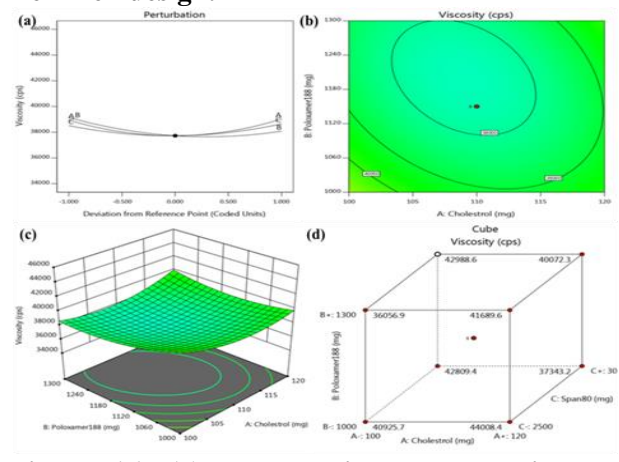 (a)
Perturbation
46000
44000
42000
40000
38000
36000
34000
Viscosity (cps)
A B
A
B
-1.000
-0.500
0.000
0.500
1.000
Deviation from Reference Point (Coded Units)
(b)
Viscosity (cps)
1300
1240
1180
1120
1060
1000
B: Poloxamer188 (mg)
100
105
110
115
120
A: Cholestrol (mg)
(c)
46000
44000
42000
40000
38000
36000
34000
Viscosity (cps)
1300
1240
1180
1120
1060
1000
B: Poloxamer188 (mg)
120
115
110
105
100
A: Cholestrol (mg)
(d)
Cube
Viscosity (cps)
42988.6
40072.3
B+: 1300
36056.9
41689.6
B: Poloxamer188 (mg)
42809.4
37343.2
C+: 30
C: Span80 (mg)
B-: 1000
40925.7
44008.4
C-: 2500
A-: 100
A: Cholestrol (mg)
A+: 120